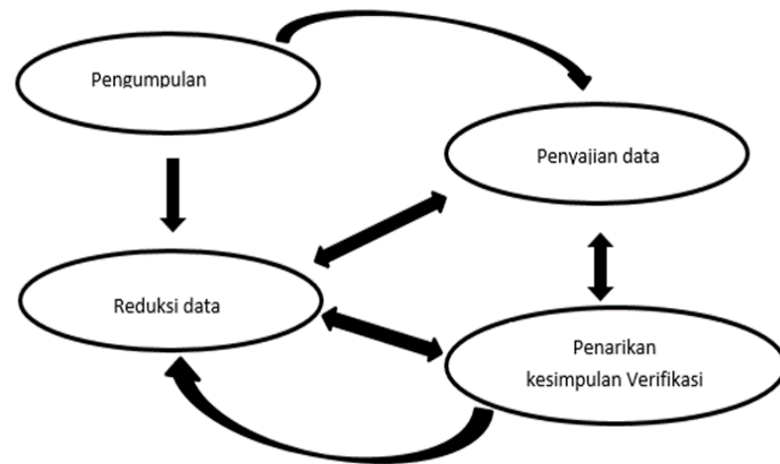 Pengumpulan
Penyajian data
Reduksi data
Penarikan
kesimpulan Verifikasi